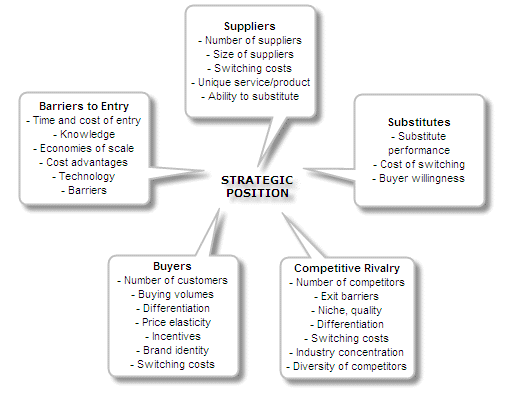 Suppliers
- Number of suppliers
- Size of suppliers
- Switching costs
- Unique service/product
- Ability to substitute
Barriers to Entry
- Time and cost of entry
- Knowledge
- Economies of scale
- Cost advantages
- Technology
- Barriers
Substitutes
- Substitute
performance
- Cost of switching
- Buyer willingness
STRATEGIC
POSITION
Buyers
- Number of customers
- Buying volumes
- Differentiation
- Price elasticity
- Incentives
- Brand identity
- Switching costs
Competitive Rivalry
- Number of competitors
- Exit barriers
- Niche, quality
- Differentiation
- Switching costs
- Industry concentration
- Diversity of competitors